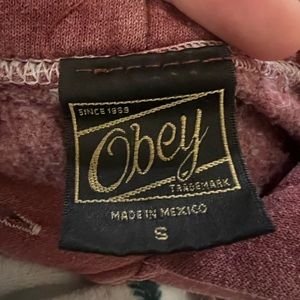 SINCE 1989
Obey
TRADEMARK
MADE IN MEXICO
S